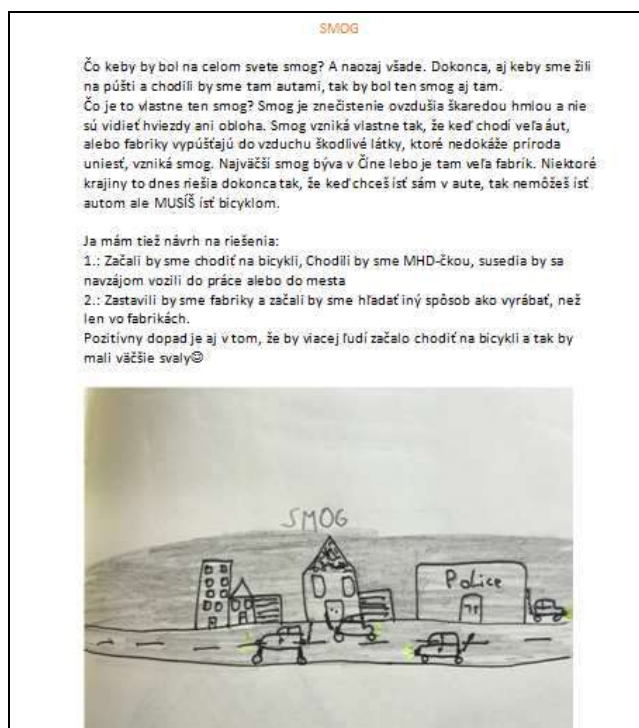 SMOG
Čo keby by bol na celom svete smog? A naozaj všade. Dokonca, aj keby sme žili
na púšti a chodili by sme tam autami, tak by bol ten smog aj tam.
Čo je to vlastne ten smog? Smog je znečistenie ovzdušia škaredou hmlou a nie
sú vidieť hviezdy ani obloha. Smog vzniká vlastne tak, že keď chodí veľa áut,
alebo fabriky vypúšťajú do vzduchu škodlivé látky, ktoré nedokáže príroda
uniesť, vzniká smog. Najväčší smog býva v Číne lebo je tam veľa fabrík. Niektoré
krajiny to dnes riešia dokonca tak, že keď chceš ísť sám v aute, tak nemôžeš ísť
autom ale MUSÍŠ ísť bicyklom.
Ja mám tiež návrh na riešenia:
1.: Začali by sme chodiť na bicykli, Chodili by sme MHD-čkou, susedia by sa
navzájom vozili do práce alebo do mesta
2.: Zastavili by sme fabriky a začali by sme hľadať iný spôsob ako vyrábať, než
len vo fabrikách.
Pozitívny dopad je aj v tom, že by viacej ľudí začalo chodiť na bicykli a tak by
mali väčšie svaly☺
SMOG
Police